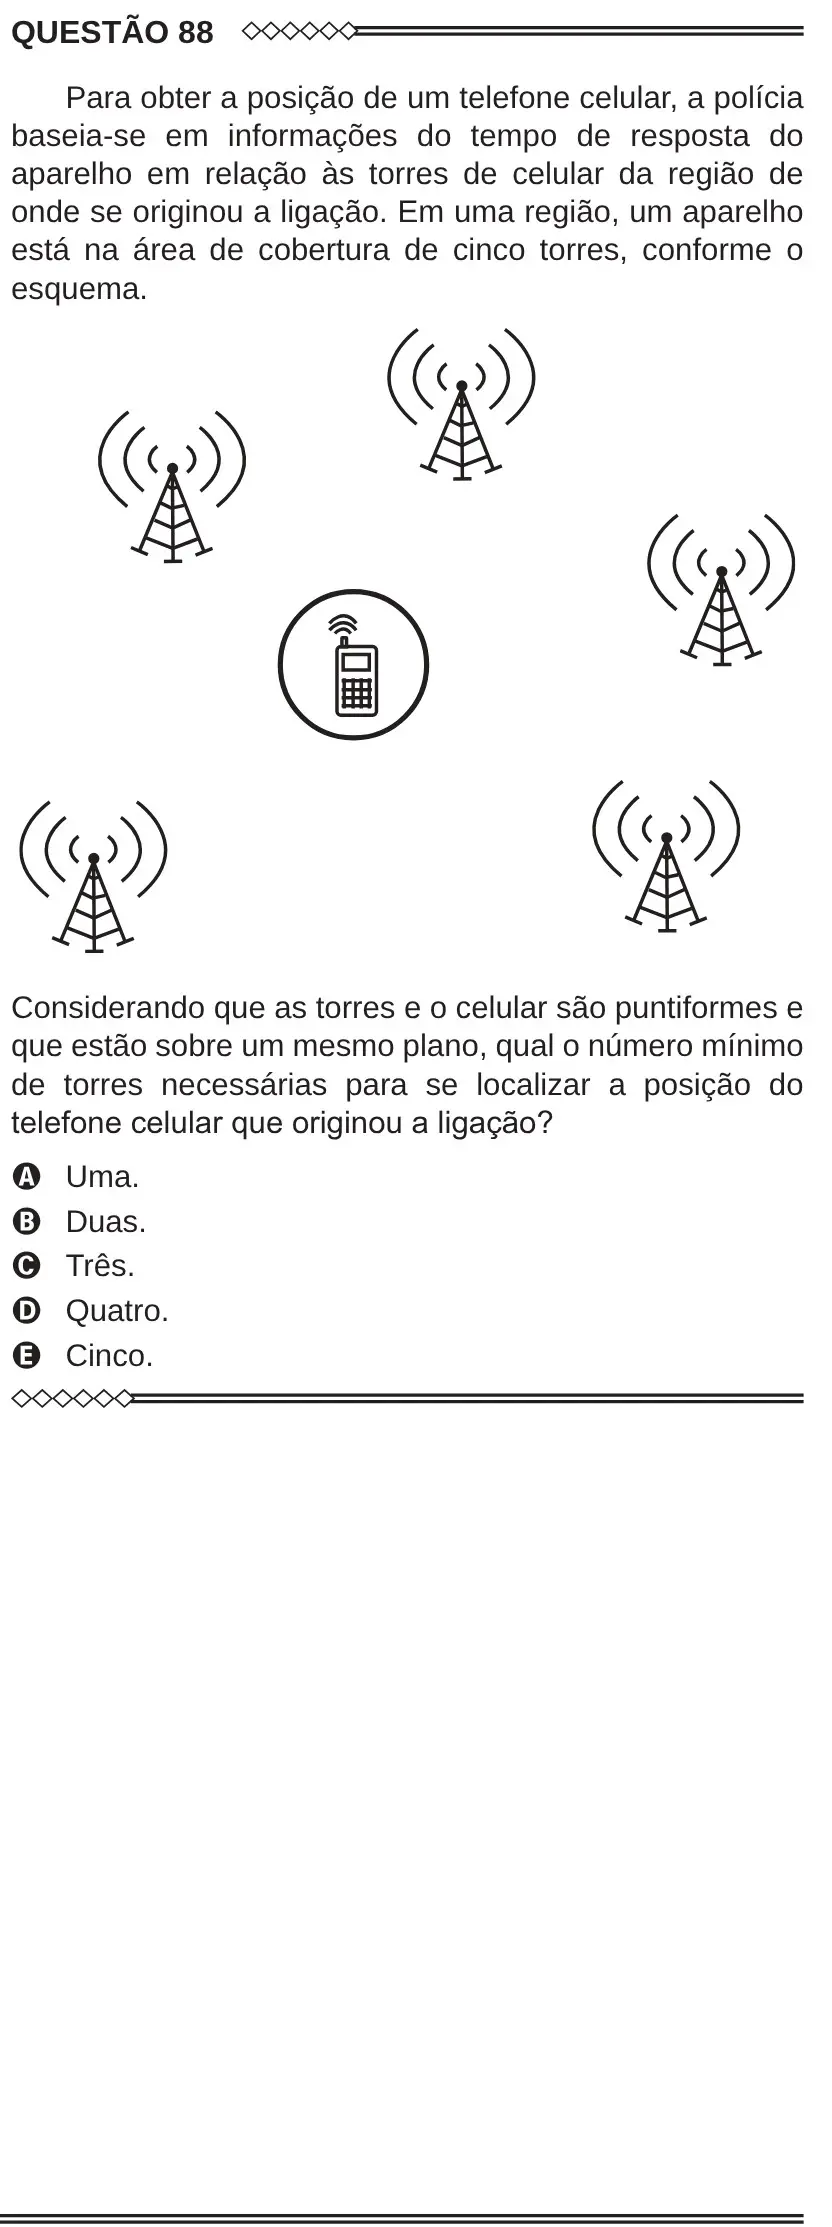 QUESTÃO 88
Para obter a posição de um telefone celular, a polícia
baseia-se em informações do tempo de resposta do
aparelho em relação às torres de celular da região de
onde se originou a ligação. Em uma região, um aparelho
está na área de cobertura de cinco torres, conforme o
esquema.
Considerando que as torres e o celular são puntiformes e
que estão sobre um mesmo plano, qual o número mínimo
de torres necessárias para se localizar a posição do
telefone celular que originou a ligação?
A Uma.
B Duas.
C Três.
D Quatro.
E Cinco.